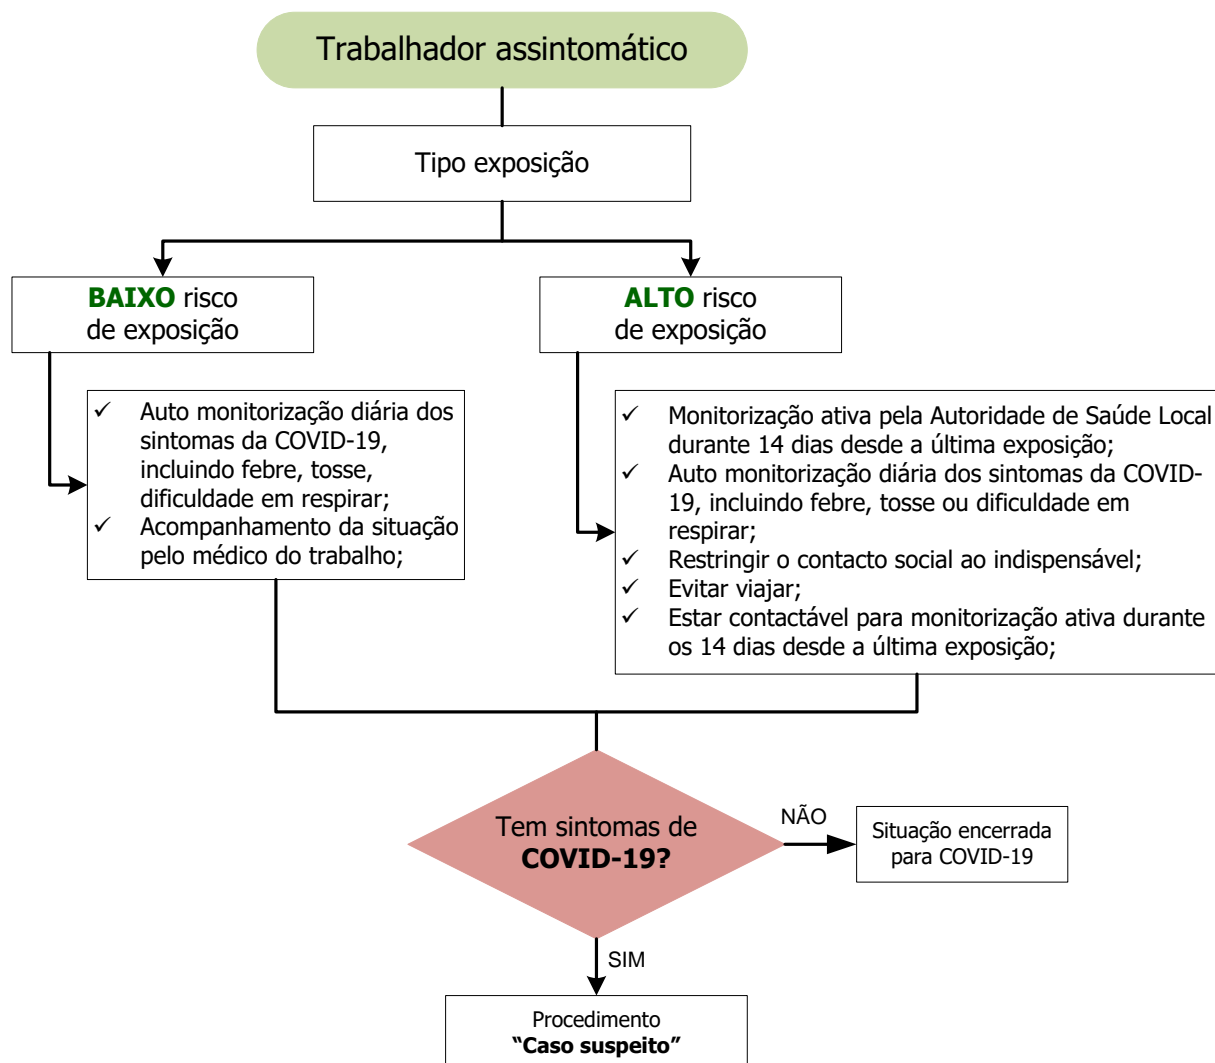 Trabalhador assintomático
Tipo exposição
BAIXO risco
de exposição
ALTO risco
de exposição
✓ Auto monitorização diária dos
sintomas da COVID-19,
incluindo febre, tosse,
dificuldade em respirar;
✓ Acompanhamento da situação
pelo médico do trabalho;
✓ Monitorização ativa pela Autoridade de Saúde Local
durante 14 dias desde a última exposição;
✓ Auto monitorização diária dos sintomas da COVID-
19, incluindo febre, tosse ou dificuldade em
respirar;
✓ Restringir o contacto social ao indispensável;
✓ Evitar viajar;
✓ Estar contactável para monitorização ativa durante
os 14 dias desde a última exposição;
Tem sintomas de
COVID-19?
NÃO
Situação encerrada
para COVID-19
SIM
Procedimento
“Caso suspeito”